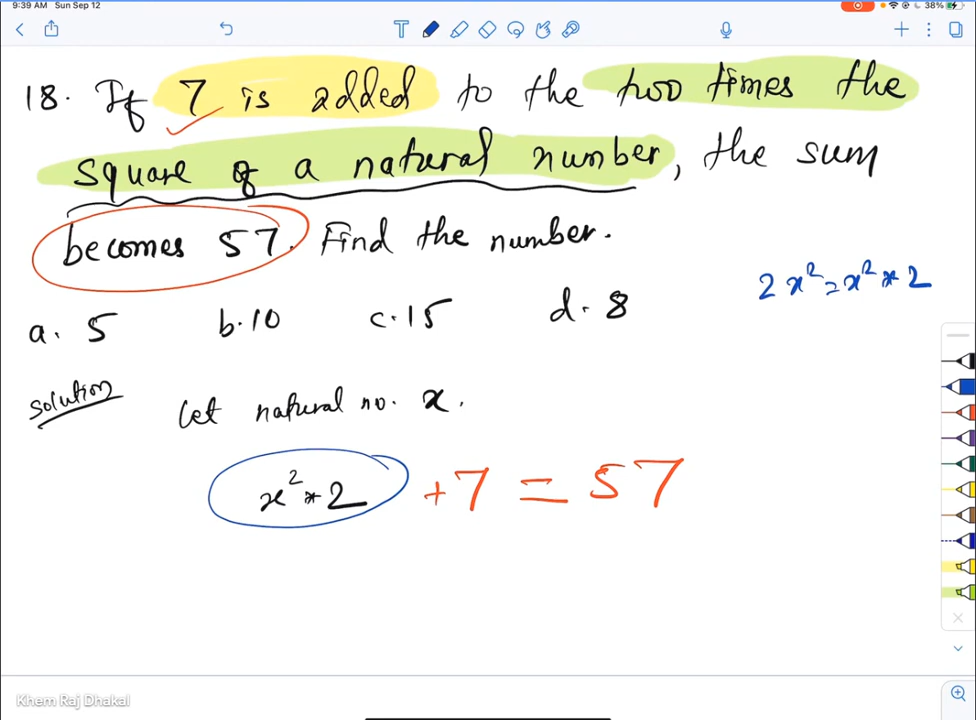 9:39 AM Sun Sep 12
38%
18. If 7 is added to the two times the
square of a natural number, the sum
becomes 57. Find the number.
2x²=x²*2
a. 5 b.10 c.15 d. 8
solution
Let natural no. x.
x²*2 +7 = 57
Khem Raj Dhakal